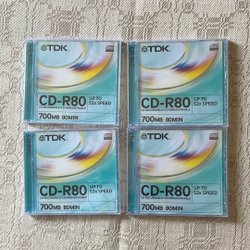 TDK
CD-R80
UP TO
52x SPEED
700MB 80MIN
TDK
CD-R80
UP TO
52x SPEED
700MB 80MIN
TDK
CD-R80
UP TO
52x SPEED
700MB 80MIN
TDK
CD-R80
UP TO
52x SPEED
700MB 80MIN